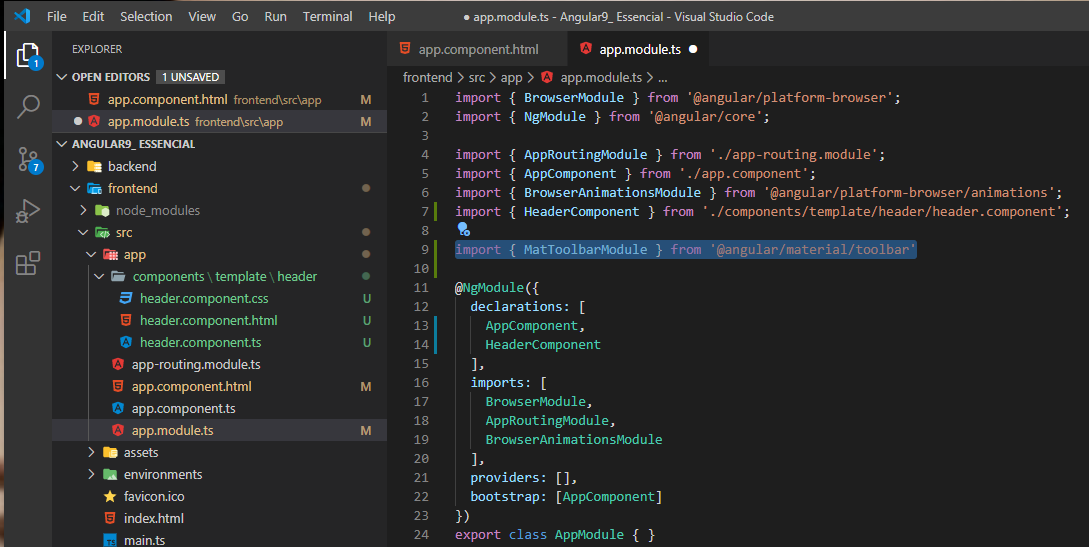 File Edit Selection View Go Run Terminal Help
● app.module.ts - Angular9_ Essencial - Visual Studio Code
1
7
EXPLORER
OPEN EDITORS 1 UNSAVED
app.component.html frontend\src\app M
● app.module.ts frontend\src\app M
ANGULAR9_ ESSENCIAL
backend
frontend
node_modules
src
app
components \ template \ header
header.component.css U
header.component.html U
header.component.ts U
app-routing.module.ts
app.component.html M
app.component.ts
app.module.ts M
assets
environments
favicon.ico
index.html
main.ts
app.component.html
app.module.ts ●
frontend > src > app > app.module.ts > ...
1 import { BrowserModule } from '@angular/platform-browser';
2 import { NgModule } from '@angular/core';
3
4 import { AppRoutingModule } from './app-routing.module';
5 import { AppComponent } from './app.component';
6 import { BrowserAnimationsModule } from '@angular/platform-browser/animations';
7 import { HeaderComponent } from './components/template/header/header.component';
8
9 import { MatToolbarModule } from '@angular/material/toolbar'
10
11 @NgModule({
12 declarations: [
13 AppComponent,
14 HeaderComponent
15 ],
16 imports: [
17 BrowserModule,
18 AppRoutingModule,
19 BrowserAnimationsModule
20 ],
21 providers: [],
22 bootstrap: [AppComponent]
23 })
24 export class AppModule { }